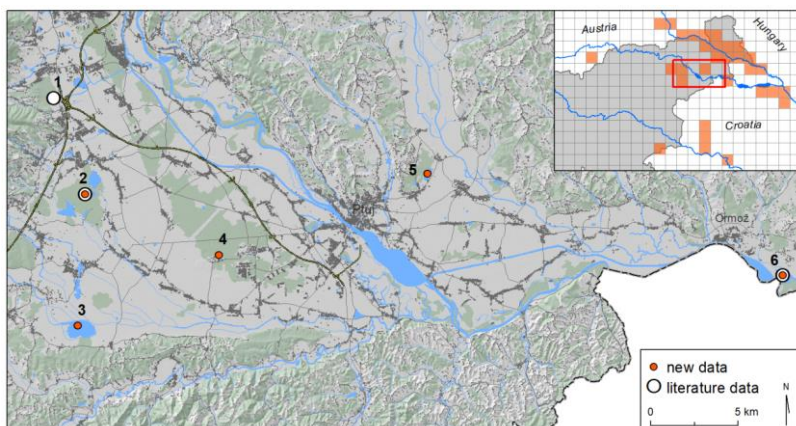 Austria
Hungary
Croatia
1
2
3
4
5
6
Ptuj
Ormož
new data
literature data
0
5 km
N